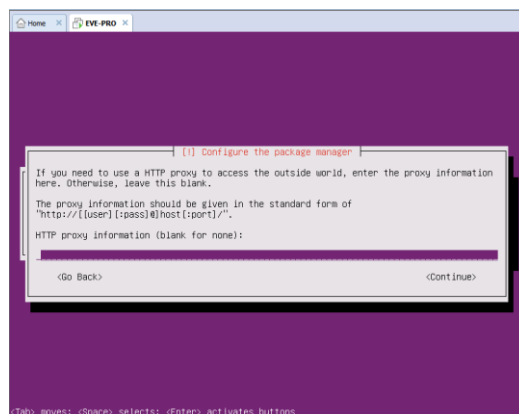 Home
EVE-PRO
[!] Configure the package manager
If you need to use a HTTP proxy to access the outside world, enter the proxy information
here. Otherwise, leave this blank.
The proxy information should be given in the standard form of
"http://[[user][:pass]@]host[:port]/".
HTTP proxy information (blank for none):
<Go Back> <Continue>
<Tab> moves; <Space> selects; <Enter> activates buttons